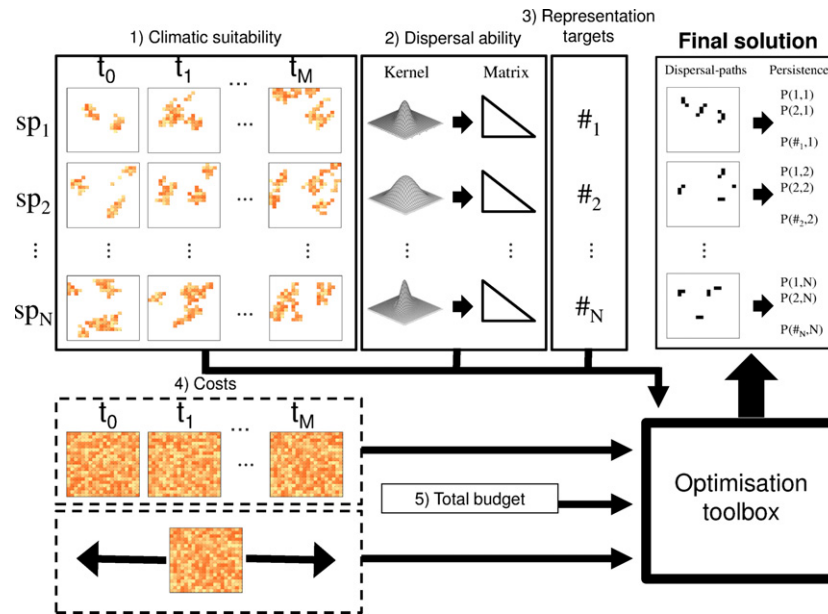 1) Climatic suitability
2) Dispersal ability
3) Representation
targets
Final solution
t0 t1 ... tM
Kernel Matrix
Dispersal-paths Persistence
sp1
...
#1
P(1,1)
P(2,1)
P(#1,1)
sp2
...
#2
P(1,2)
P(2,2)
P(#2,2)
⋮ ⋮ ⋮ ... ⋮ ⋮ ⋮ ⋮
spN
...
#N
P(1,N)
P(2,N)
P(#N,N)
4) Costs
t0 t1 ... tM
...
5) Total budget
Optimisation
toolbox